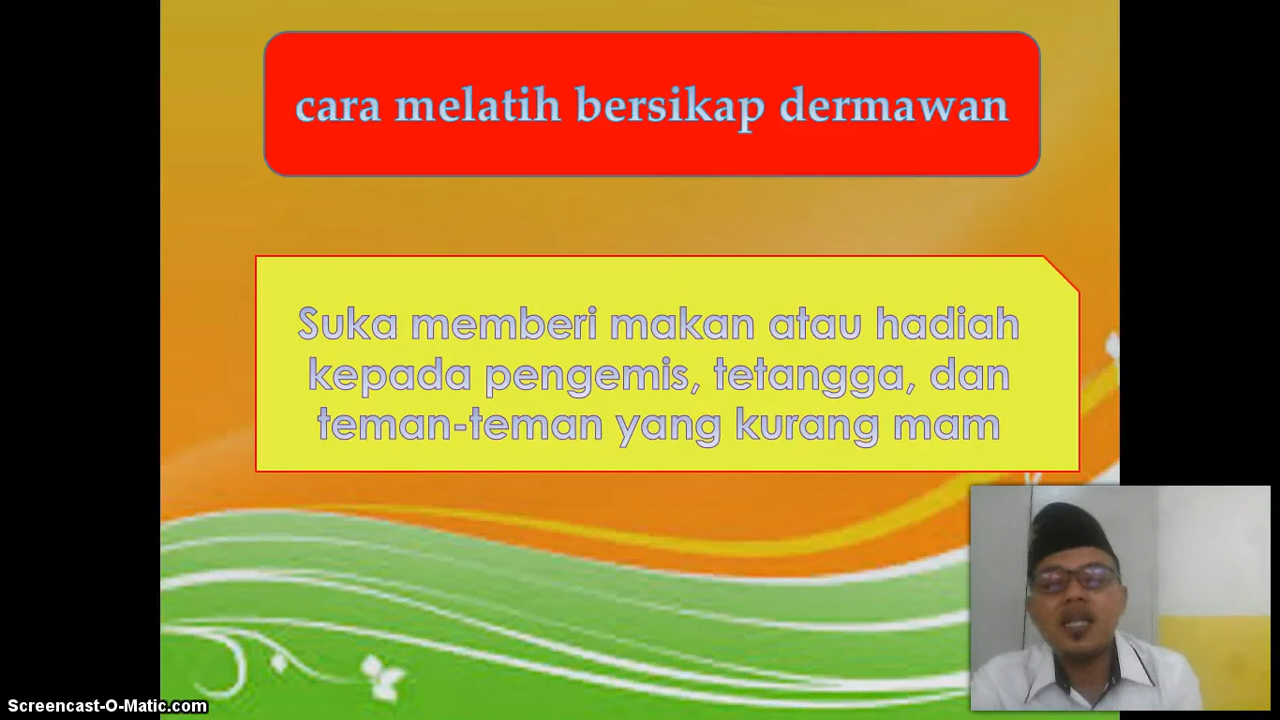 cara melatih bersikap dermawan
Suka memberi makan atau hadiah
kepada pengemis, tetangga, dan
teman-teman yang kurang mam
Screencast-O-Matic.com